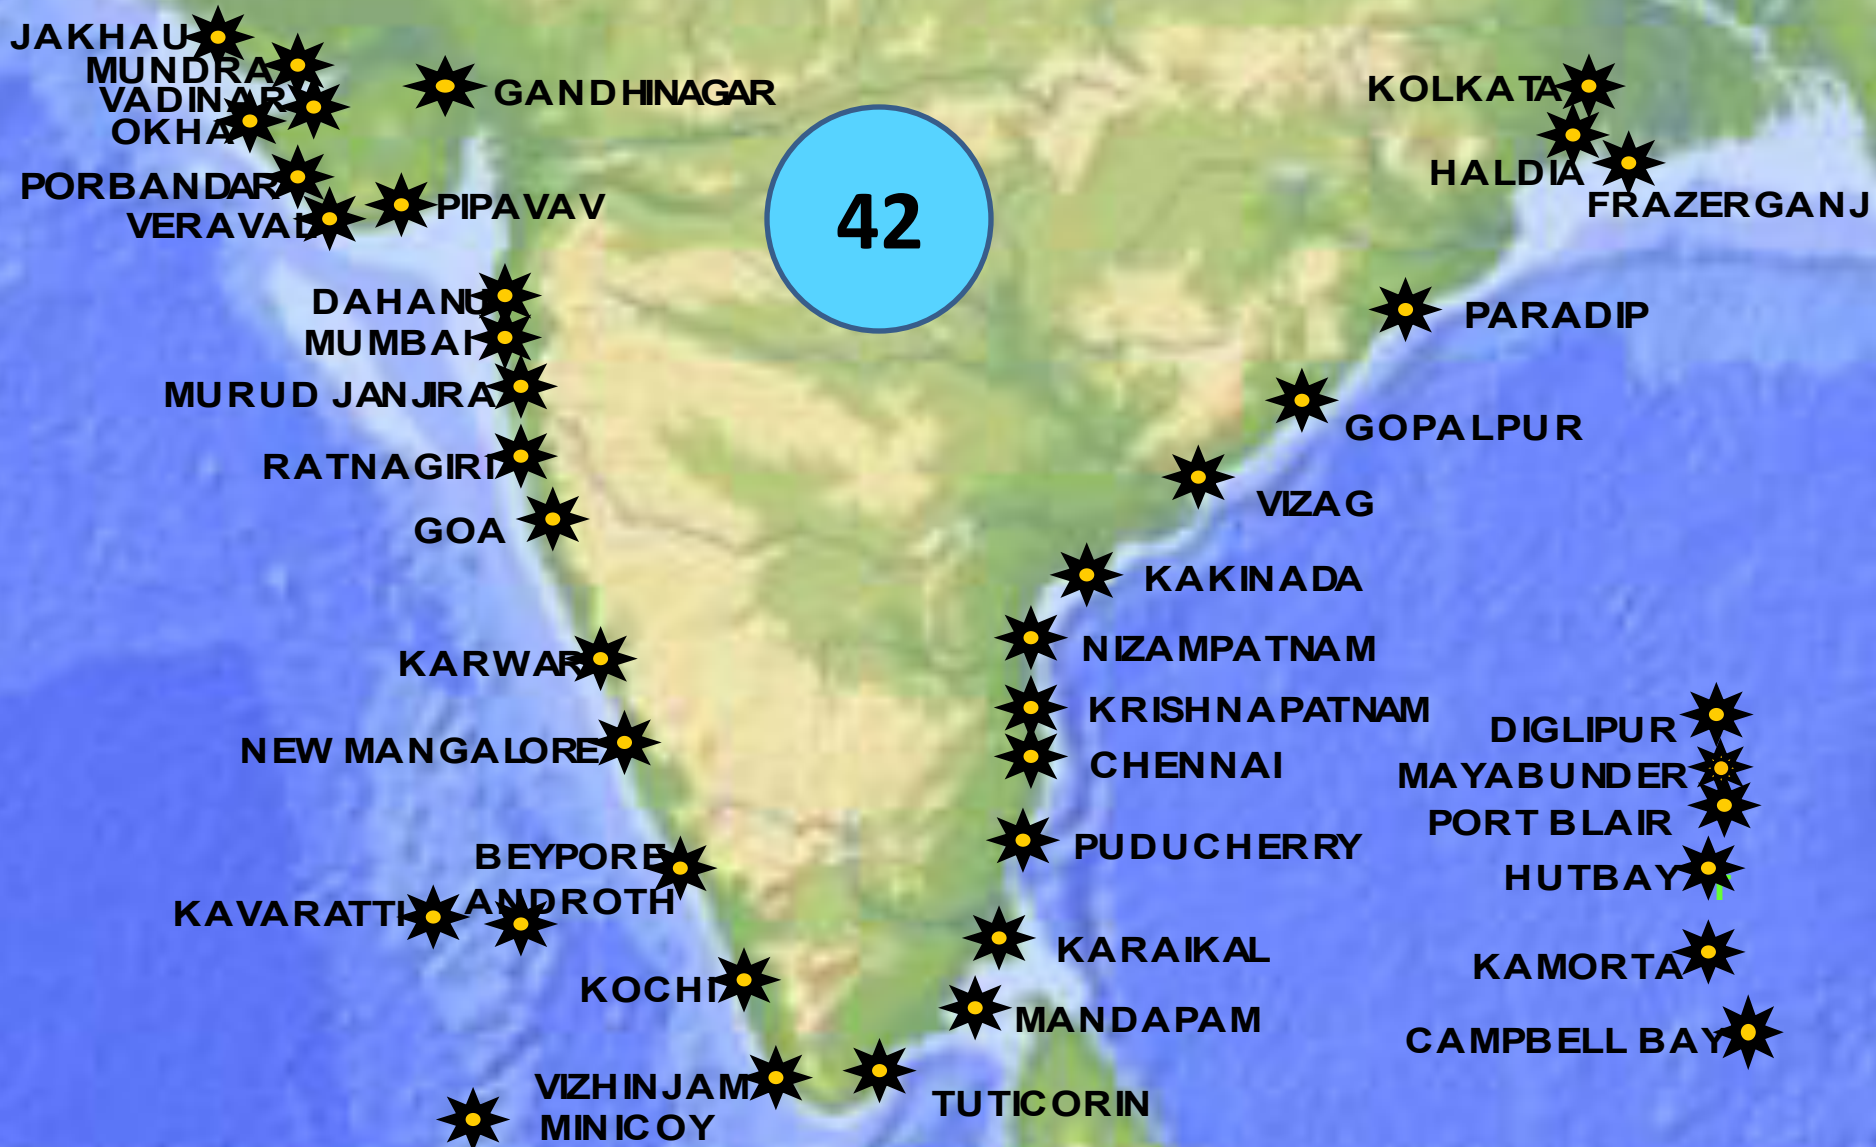 JAKHAU
MUNDRA
VADINAR
OKHA
GANDHINAGAR
PORBANDAR
VERAVAL
PIPAVAV
42
KOLKATA
HALDIA
FRAZERGANJ
DAHANU
MUMBAI
MURUD JANJIRA
RATNAGIRI
GOA
PARADIP
GOPALPUR
VIZAG
KAKINADA
NIZAMPATNAM
KRISHNAPATNAM
CHENNAI
PUDUCHERRY
KARWAR
NEW MANGALORE
BEYPORE
ANDROTH
KAVARATTI
KOCHI
VIZHINJAM
MINICOY
KARAIKAL
MANDAPAM
TUTICORIN
DIGLIPUR
MAYABUNDER
PORT BLAIR
HUTBAY
KAMORTA
CAMPBELL BAY